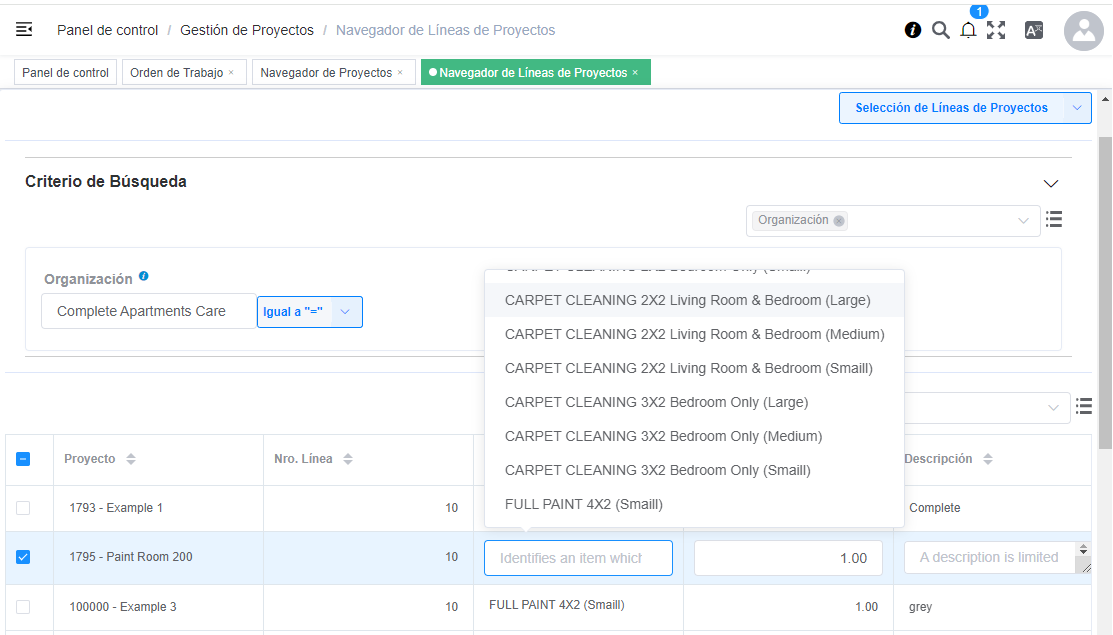 Panel de control / Gestión de Proyectos / Navegador de Líneas de Proyectos
1
Panel de control
Orden de Trabajo ×
Navegador de Proyectos ×
Navegador de Líneas de Proyectos ×
Selección de Líneas de Proyectos
Criterio de Búsqueda
Organización
Organización
Complete Apartments Care
Igual a "="
CARPET CLEANING 2X2 Living Room & Bedroom (Large)
CARPET CLEANING 2X2 Living Room & Bedroom (Medium)
CARPET CLEANING 2X2 Living Room & Bedroom (Smaill)
CARPET CLEANING 3X2 Bedroom Only (Large)
CARPET CLEANING 3X2 Bedroom Only (Medium)
CARPET CLEANING 3X2 Bedroom Only (Smaill)
FULL PAINT 4X2 (Smaill)
Proyecto Nro. Línea Descripción
1793 - Example 1 10 Complete
1795 - Paint Room 200 10 Identifies an item which 1.00 A description is limited
100000 - Example 3 10 FULL PAINT 4X2 (Smaill) 1.00 grey